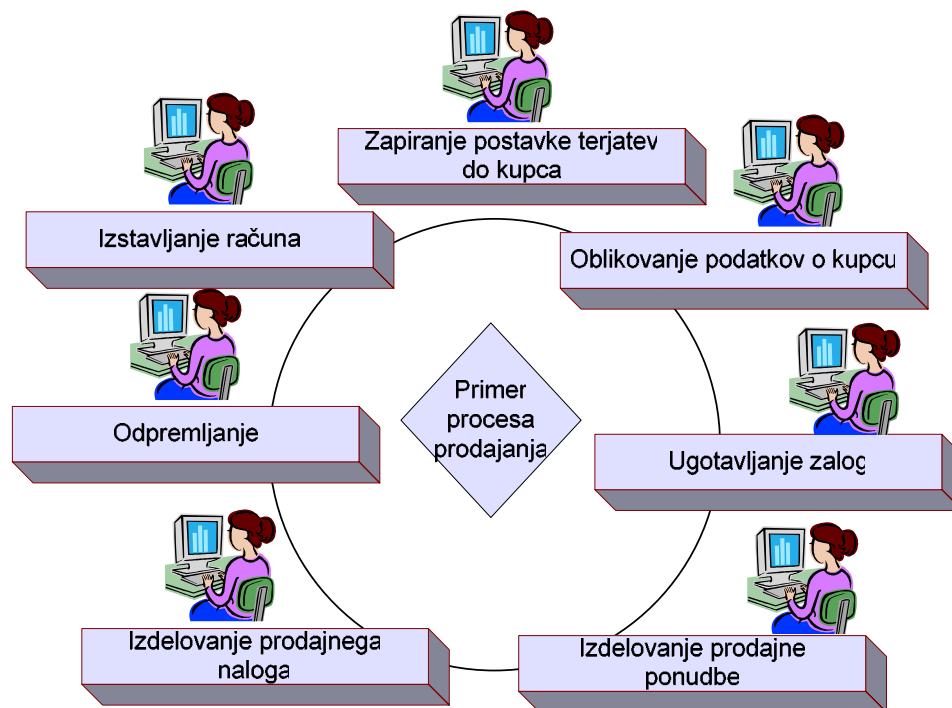 Zapiranje postavke terjatev
do kupca
Oblikovanje podatkov o kupcu
Ugotavljanje zalog
Izdelovanje prodajne
ponudbe
Izdelovanje prodajnega
naloga
Odpremljanje
Izstavljanje računa
Primer
procesa
prodajanja